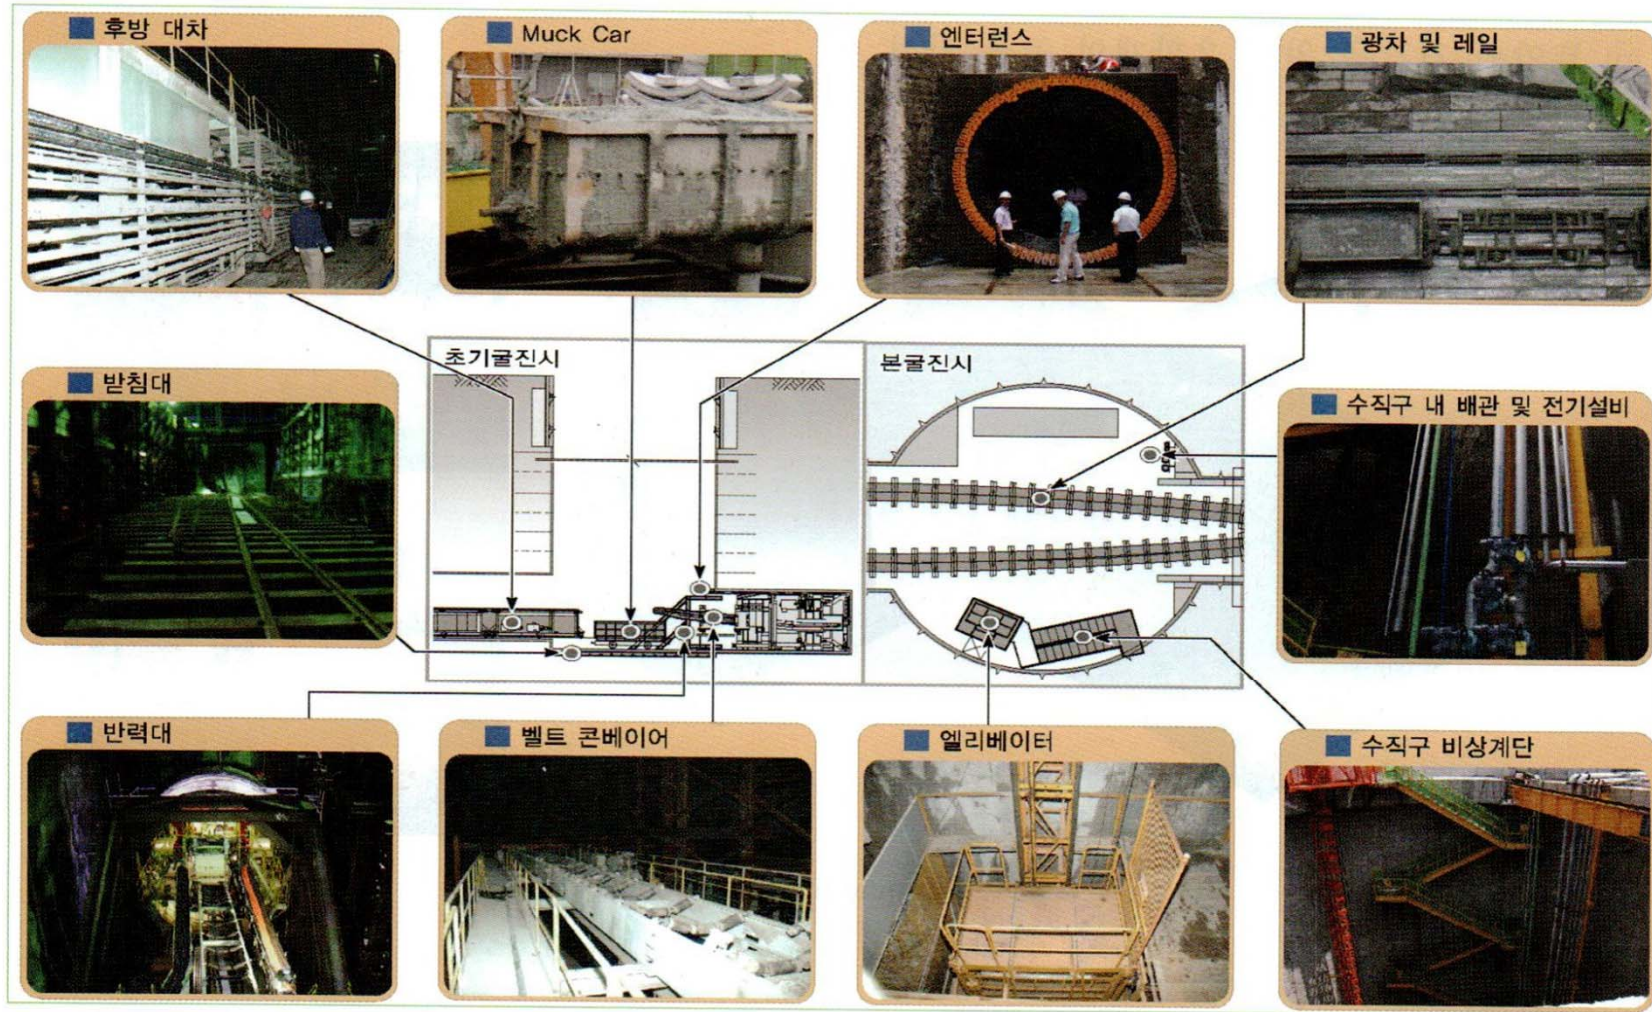 후방 대차
Muck Car
엔터런스
광차 및 레일
초기굴진시
본굴진시
받침대
수직구 내 배관 및 전기설비
반력대
벨트 콘베이어
엘리베이터
수직구 비상계단